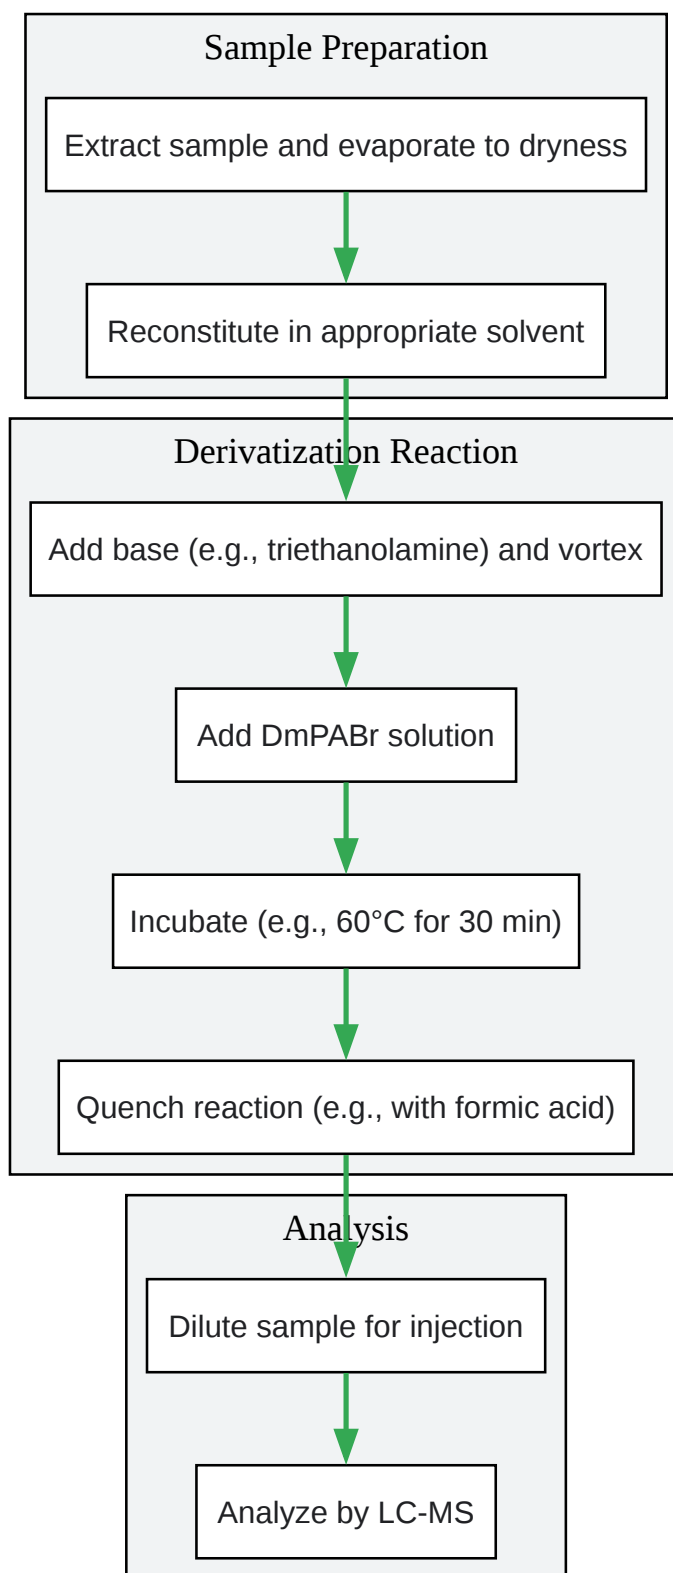 Sample Preparation
Extract sample and evaporate to dryness
Reconstitute in appropriate solvent
Derivatization Reaction
Add base (e.g., triethanolamine) and vortex
Add DmPABr solution
Incubate (e.g., 60°C for 30 min)
Quench reaction (e.g., with formic acid)
Analysis
Dilute sample for injection
Analyze by LC-MS